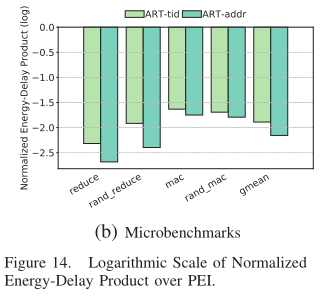 ART-tid ART-addr
Normalized Energy-Delay Product (log)
0.0
−0.5
−1.0
−1.5
−2.0
−2.5
reduce
rand_reduce
mac
rand_mac
gmean
(b) Microbenchmarks
Figure 14. Logarithmic Scale of Normalized
Energy-Delay Product over PEI.